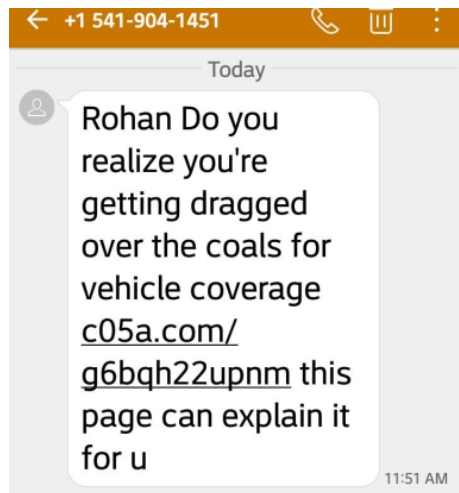 +1 541-904-1451
Today
Rohan Do you
realize you're
getting dragged
over the coals for
vehicle coverage
c05a.com/
g6bqh22upnm this
page can explain it
for u
11:51 AM